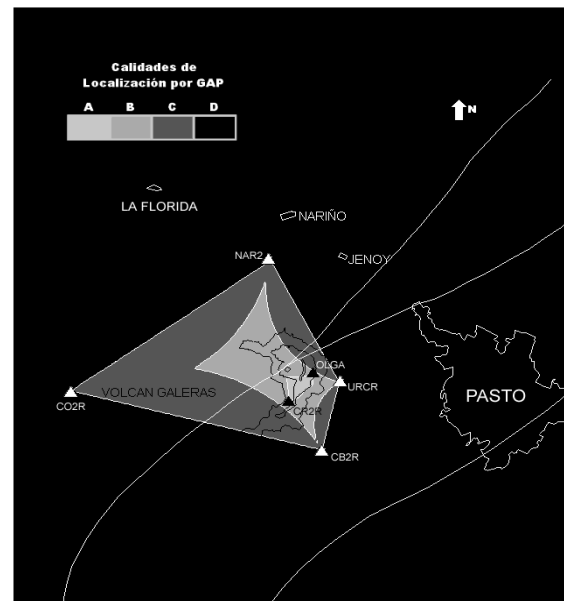 Calidades de
Localización por GAP
A B C D
N
LA FLORIDA
NARIÑO
NAR2
JENOY
OLGA
URCR
VOLCAN GALERAS
PASTO
CO2R
CR2R
CB2R